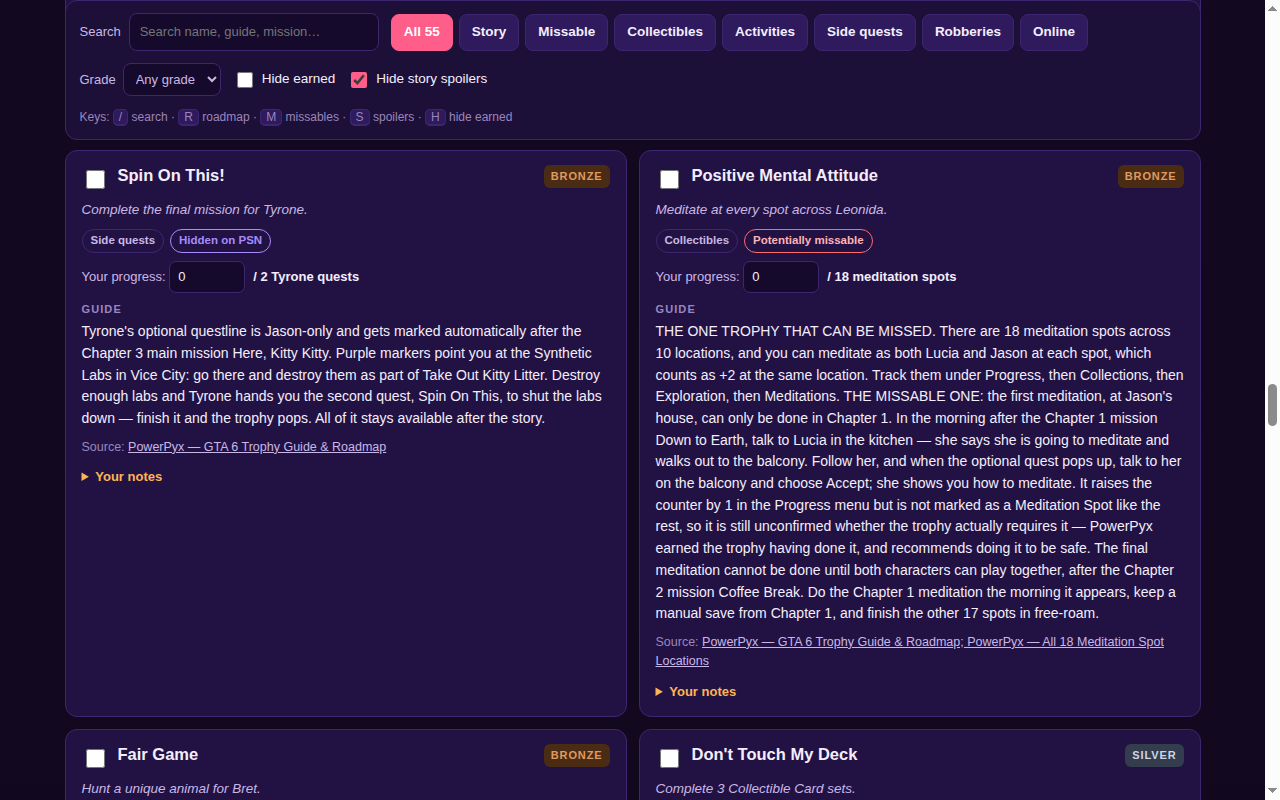 Search Search name, guide, mission… All 55 Story Missable Collectibles Activities Side quests Robberies Online
Grade Any grade Hide earned Hide story spoilers
Keys: / search · R roadmap · M missables · S spoilers · H hide earned
Spin On This! BRONZE
Complete the final mission for Tyrone.
Side quests Hidden on PSN
Your progress: 0 / 2 Tyrone quests
GUIDE
Tyrone's optional questline is Jason-only and gets marked automatically after the
Chapter 3 main mission Here, Kitty Kitty. Purple markers point you at the Synthetic
Labs in Vice City: go there and destroy them as part of Take Out Kitty Litter. Destroy
enough labs and Tyrone hands you the second quest, Spin On This, to shut the labs
down — finish it and the trophy pops. All of it stays available after the story.
Source: PowerPyx — GTA 6 Trophy Guide & Roadmap
Your notes
Positive Mental Attitude BRONZE
Meditate at every spot across Leonida.
Collectibles Potentially missable
Your progress: 0 / 18 meditation spots
GUIDE
THE ONE TROPHY THAT CAN BE MISSED. There are 18 meditation spots across
10 locations, and you can meditate as both Lucia and Jason at each spot, which
counts as +2 at the same location. Track them under Progress, then Collections, then
Exploration, then Meditations. THE MISSABLE ONE: the first meditation, at Jason's
house, can only be done in Chapter 1. In the morning after the Chapter 1 mission
Down to Earth, talk to Lucia in the kitchen — she says she is going to meditate and
walks out to the balcony. Follow her, and when the optional quest pops up, talk to her
on the balcony and choose Accept; she shows you how to meditate. It raises the
counter by 1 in the Progress menu but is not marked as a Meditation Spot like the
rest, so it is still unconfirmed whether the trophy actually requires it — PowerPyx
earned the trophy having done it, and recommends doing it to be safe. The final
meditation cannot be done until both characters can play together, after the Chapter
2 mission Coffee Break. Do the Chapter 1 meditation the morning it appears, keep a
manual save from Chapter 1, and finish the other 17 spots in free-roam.
Source: PowerPyx — GTA 6 Trophy Guide & Roadmap; PowerPyx — All 18 Meditation Spot
Locations
Your notes
Fair Game BRONZE
Hunt a unique animal for Bret.
Don't Touch My Deck SILVER
Complete 3 Collectible Card sets.